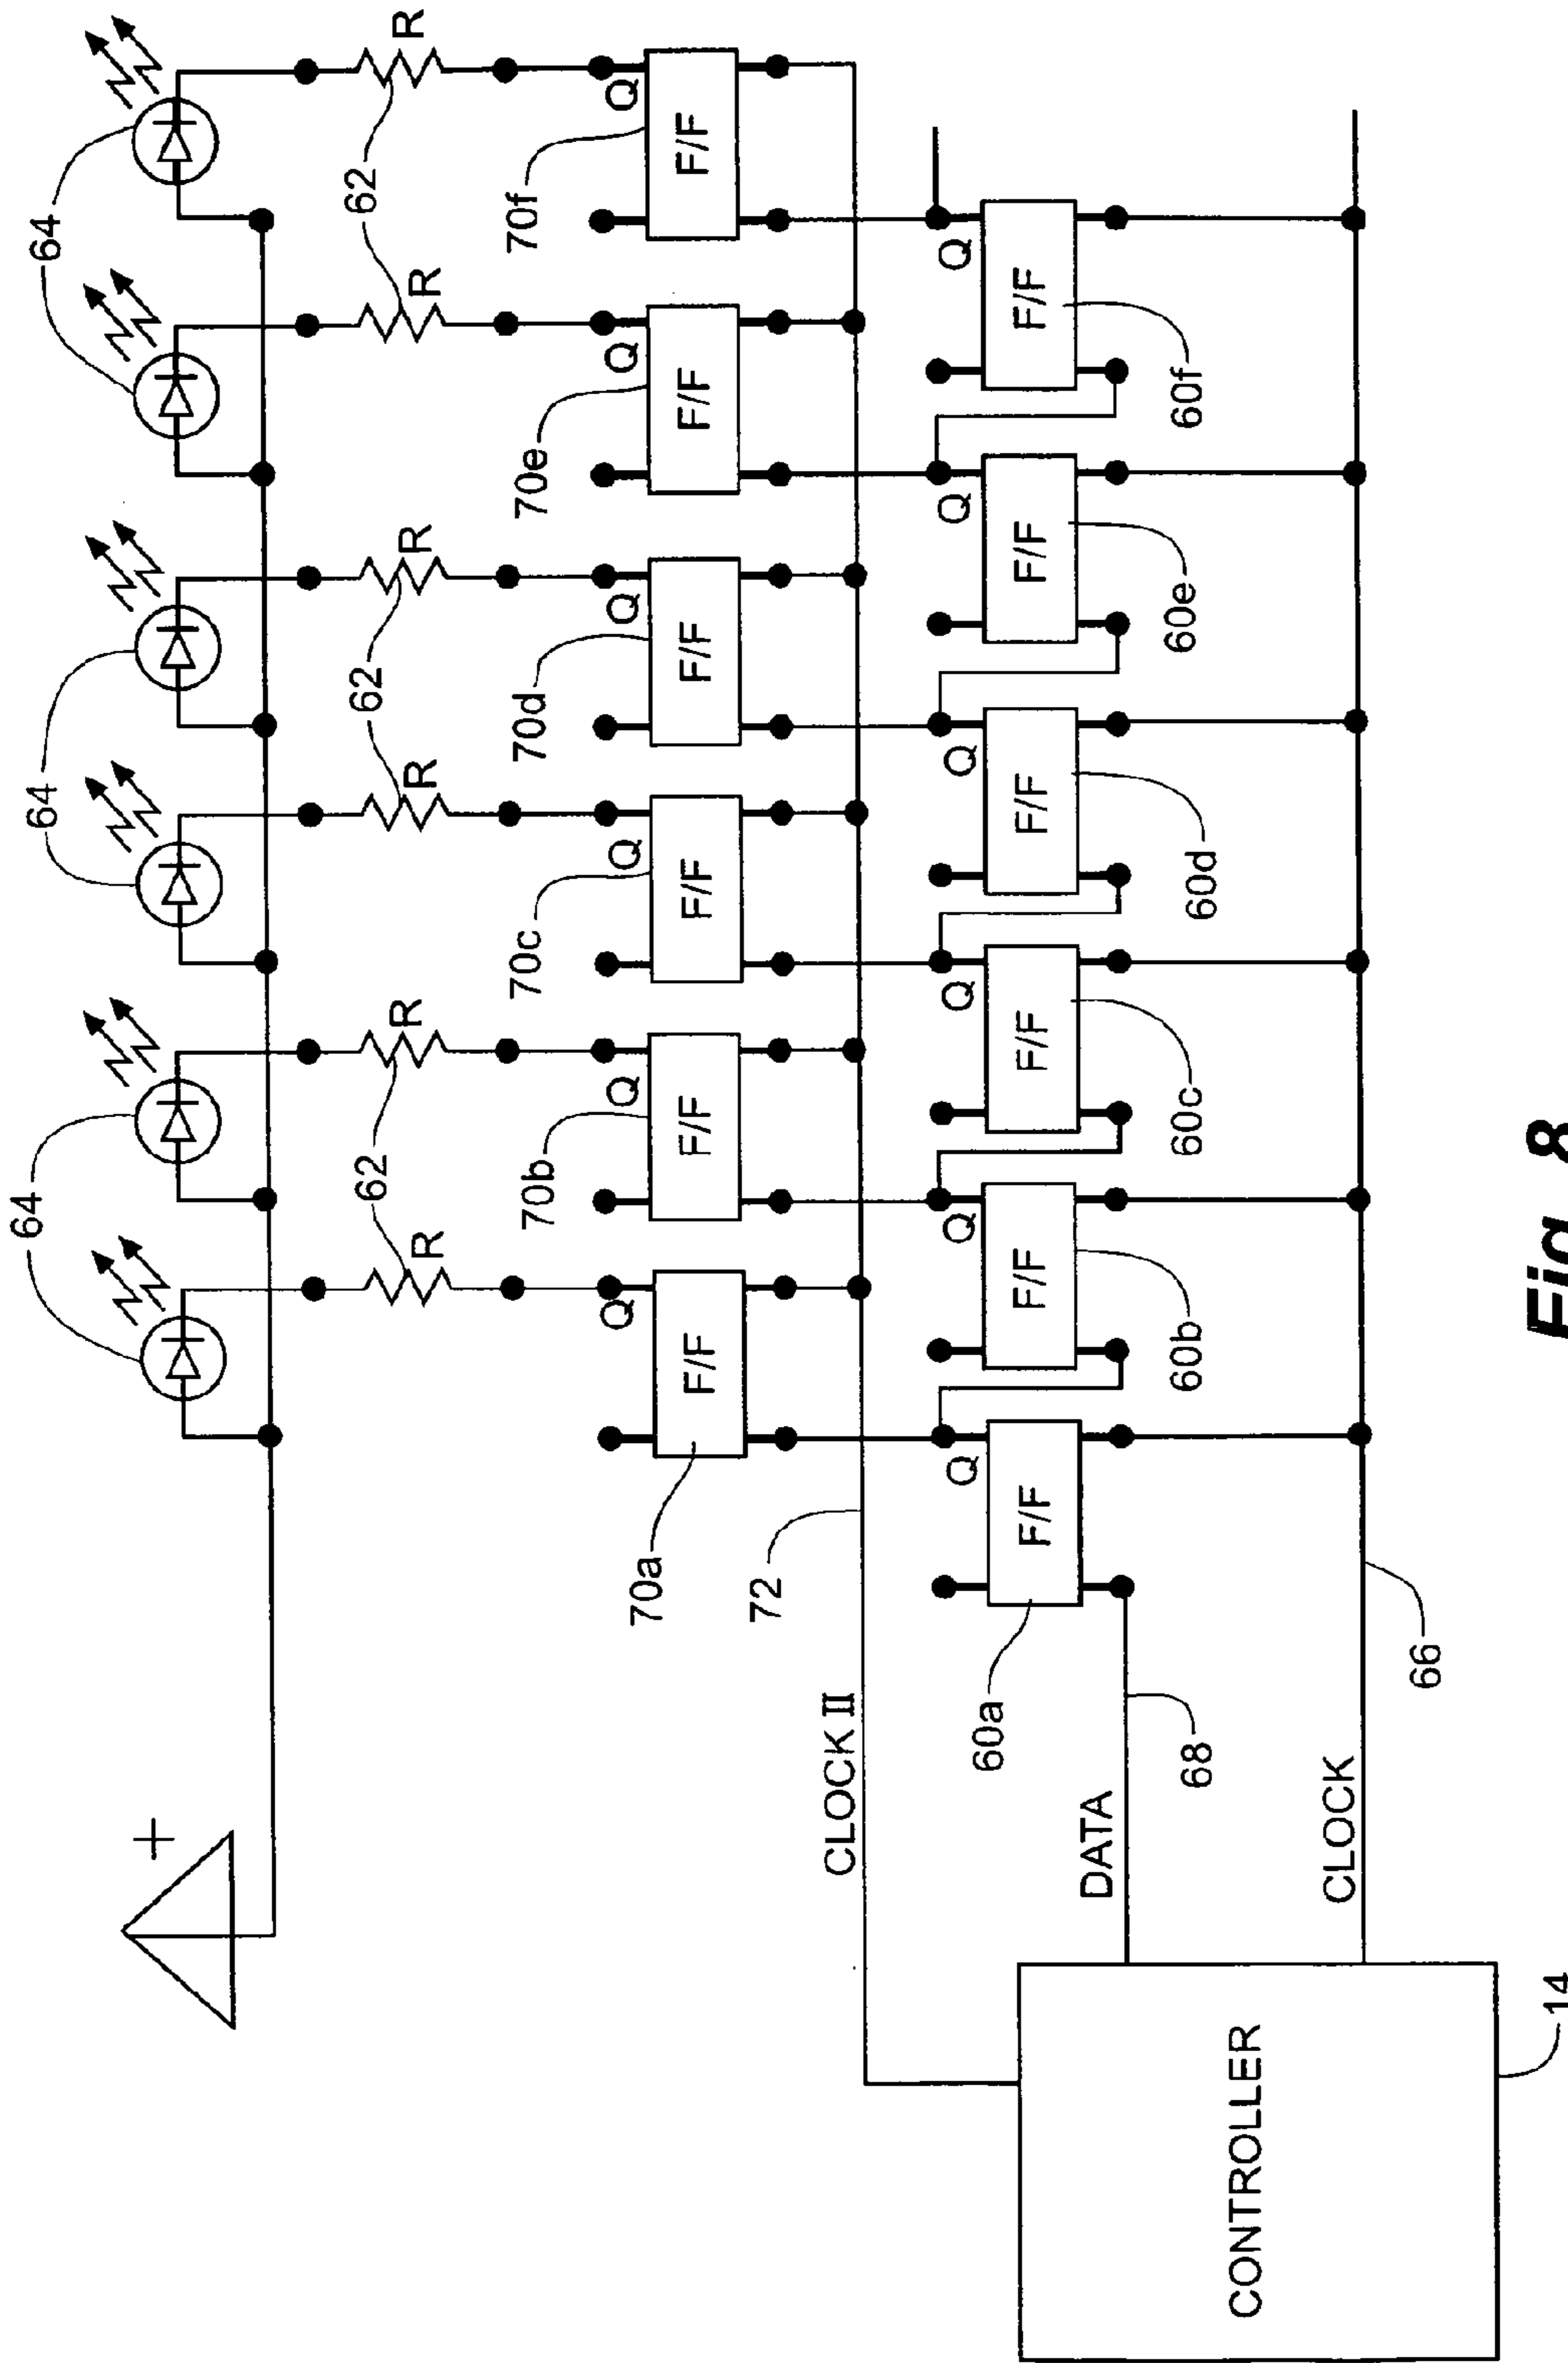 64 64 64
+
62 62 62
R R R R R R
70b 70c 70d 70e 70f
Q Q Q Q Q Q
70a
F/F F/F F/F F/F F/F F/F
72
CLOCK II
Q Q Q Q Q Q
60a
F/F F/F F/F F/F F/F F/F
DATA
68 60b 60c 60d 60e 60f
CONTROLLER
CLOCK
66
14
Fig. 8